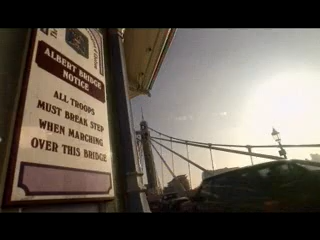 ALBERT BRIDGE
NOTICE
ALL TROOPS
MUST BREAK STEP
WHEN MARCHING
OVER THIS BRIDGE